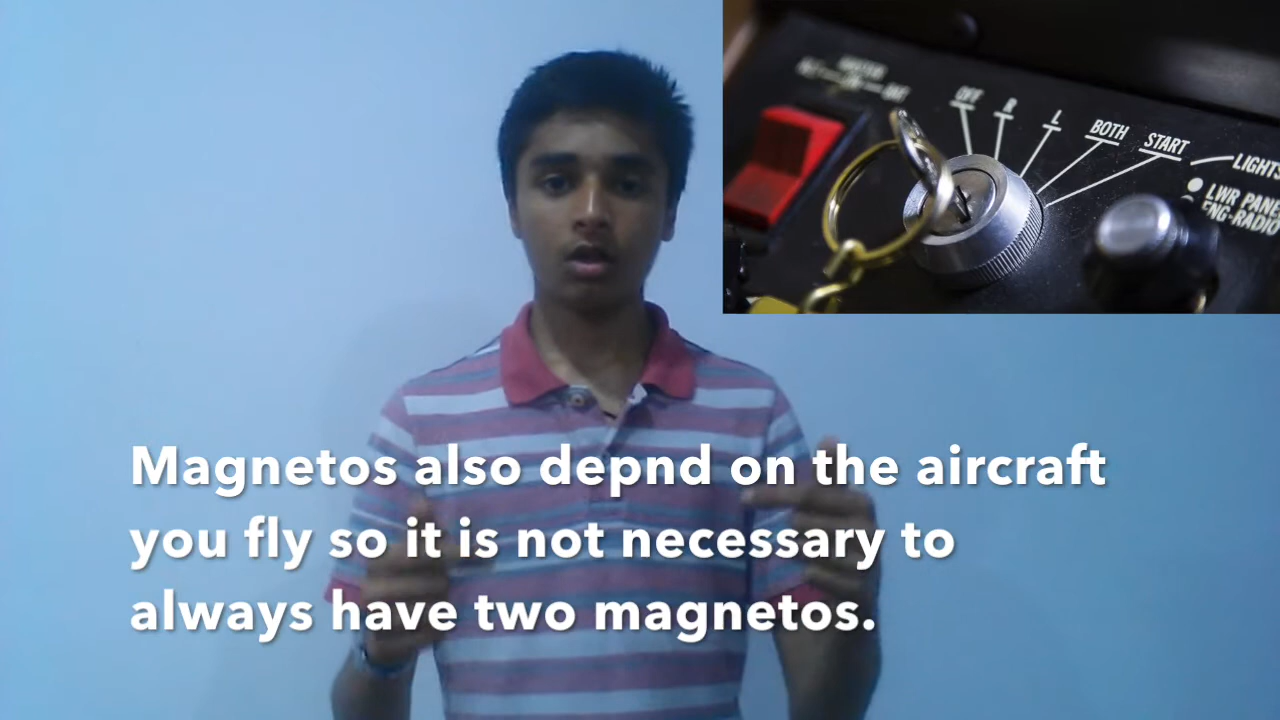 OFF
R
L
BOTH
START
LIGHTS
LWR PANE
ENG-RADIO
Magnetos also depnd on the aircraft
you fly so it is not necessary to
always have two magnetos.